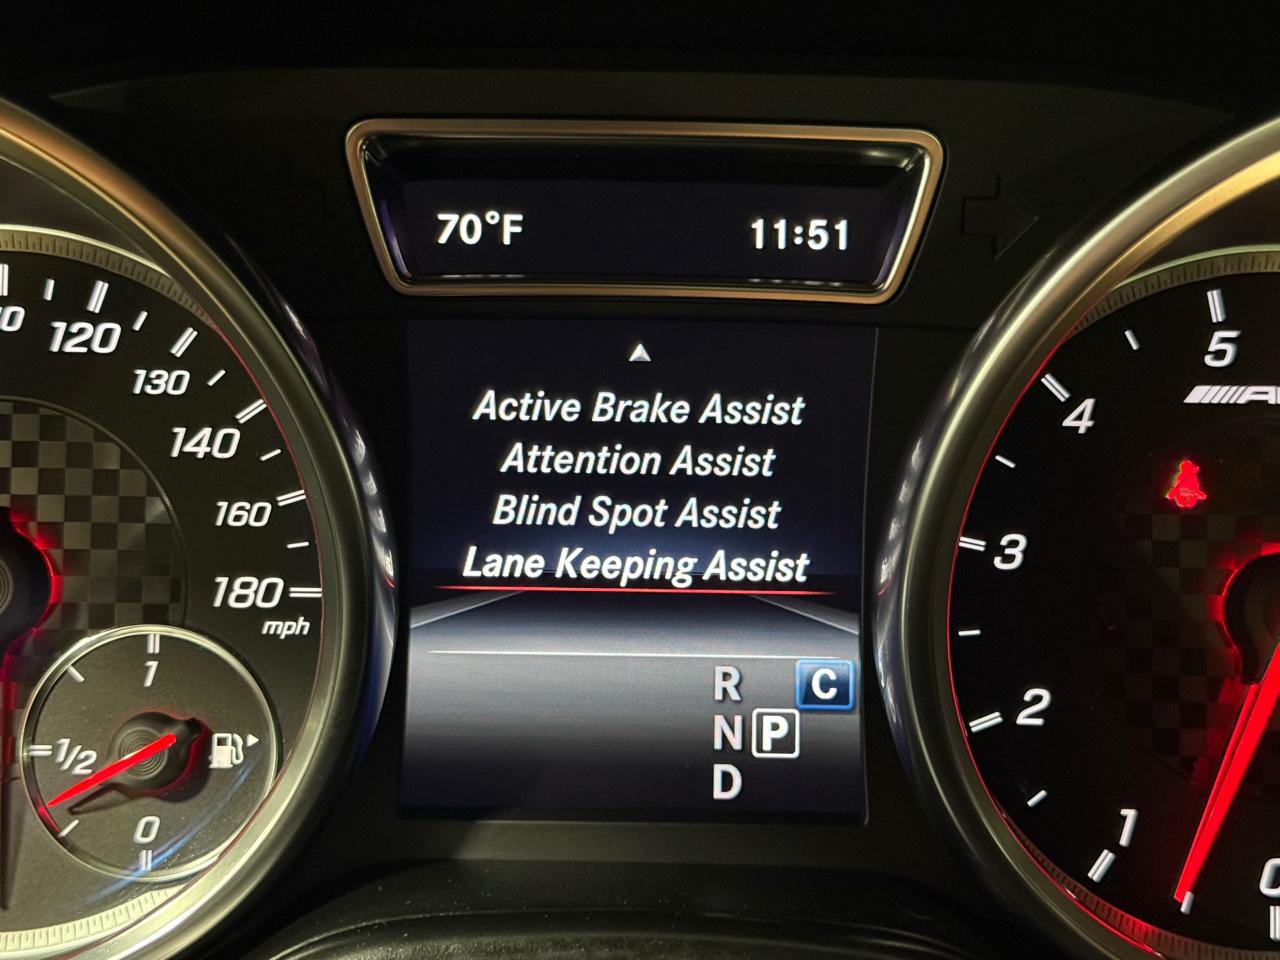 70°F 11:51
Active Brake Assist
Attention Assist
Blind Spot Assist
Lane Keeping Assist
R C
N P
D
120
130
140
160
180
mph
1
1/2
0
5
4
3
2
1